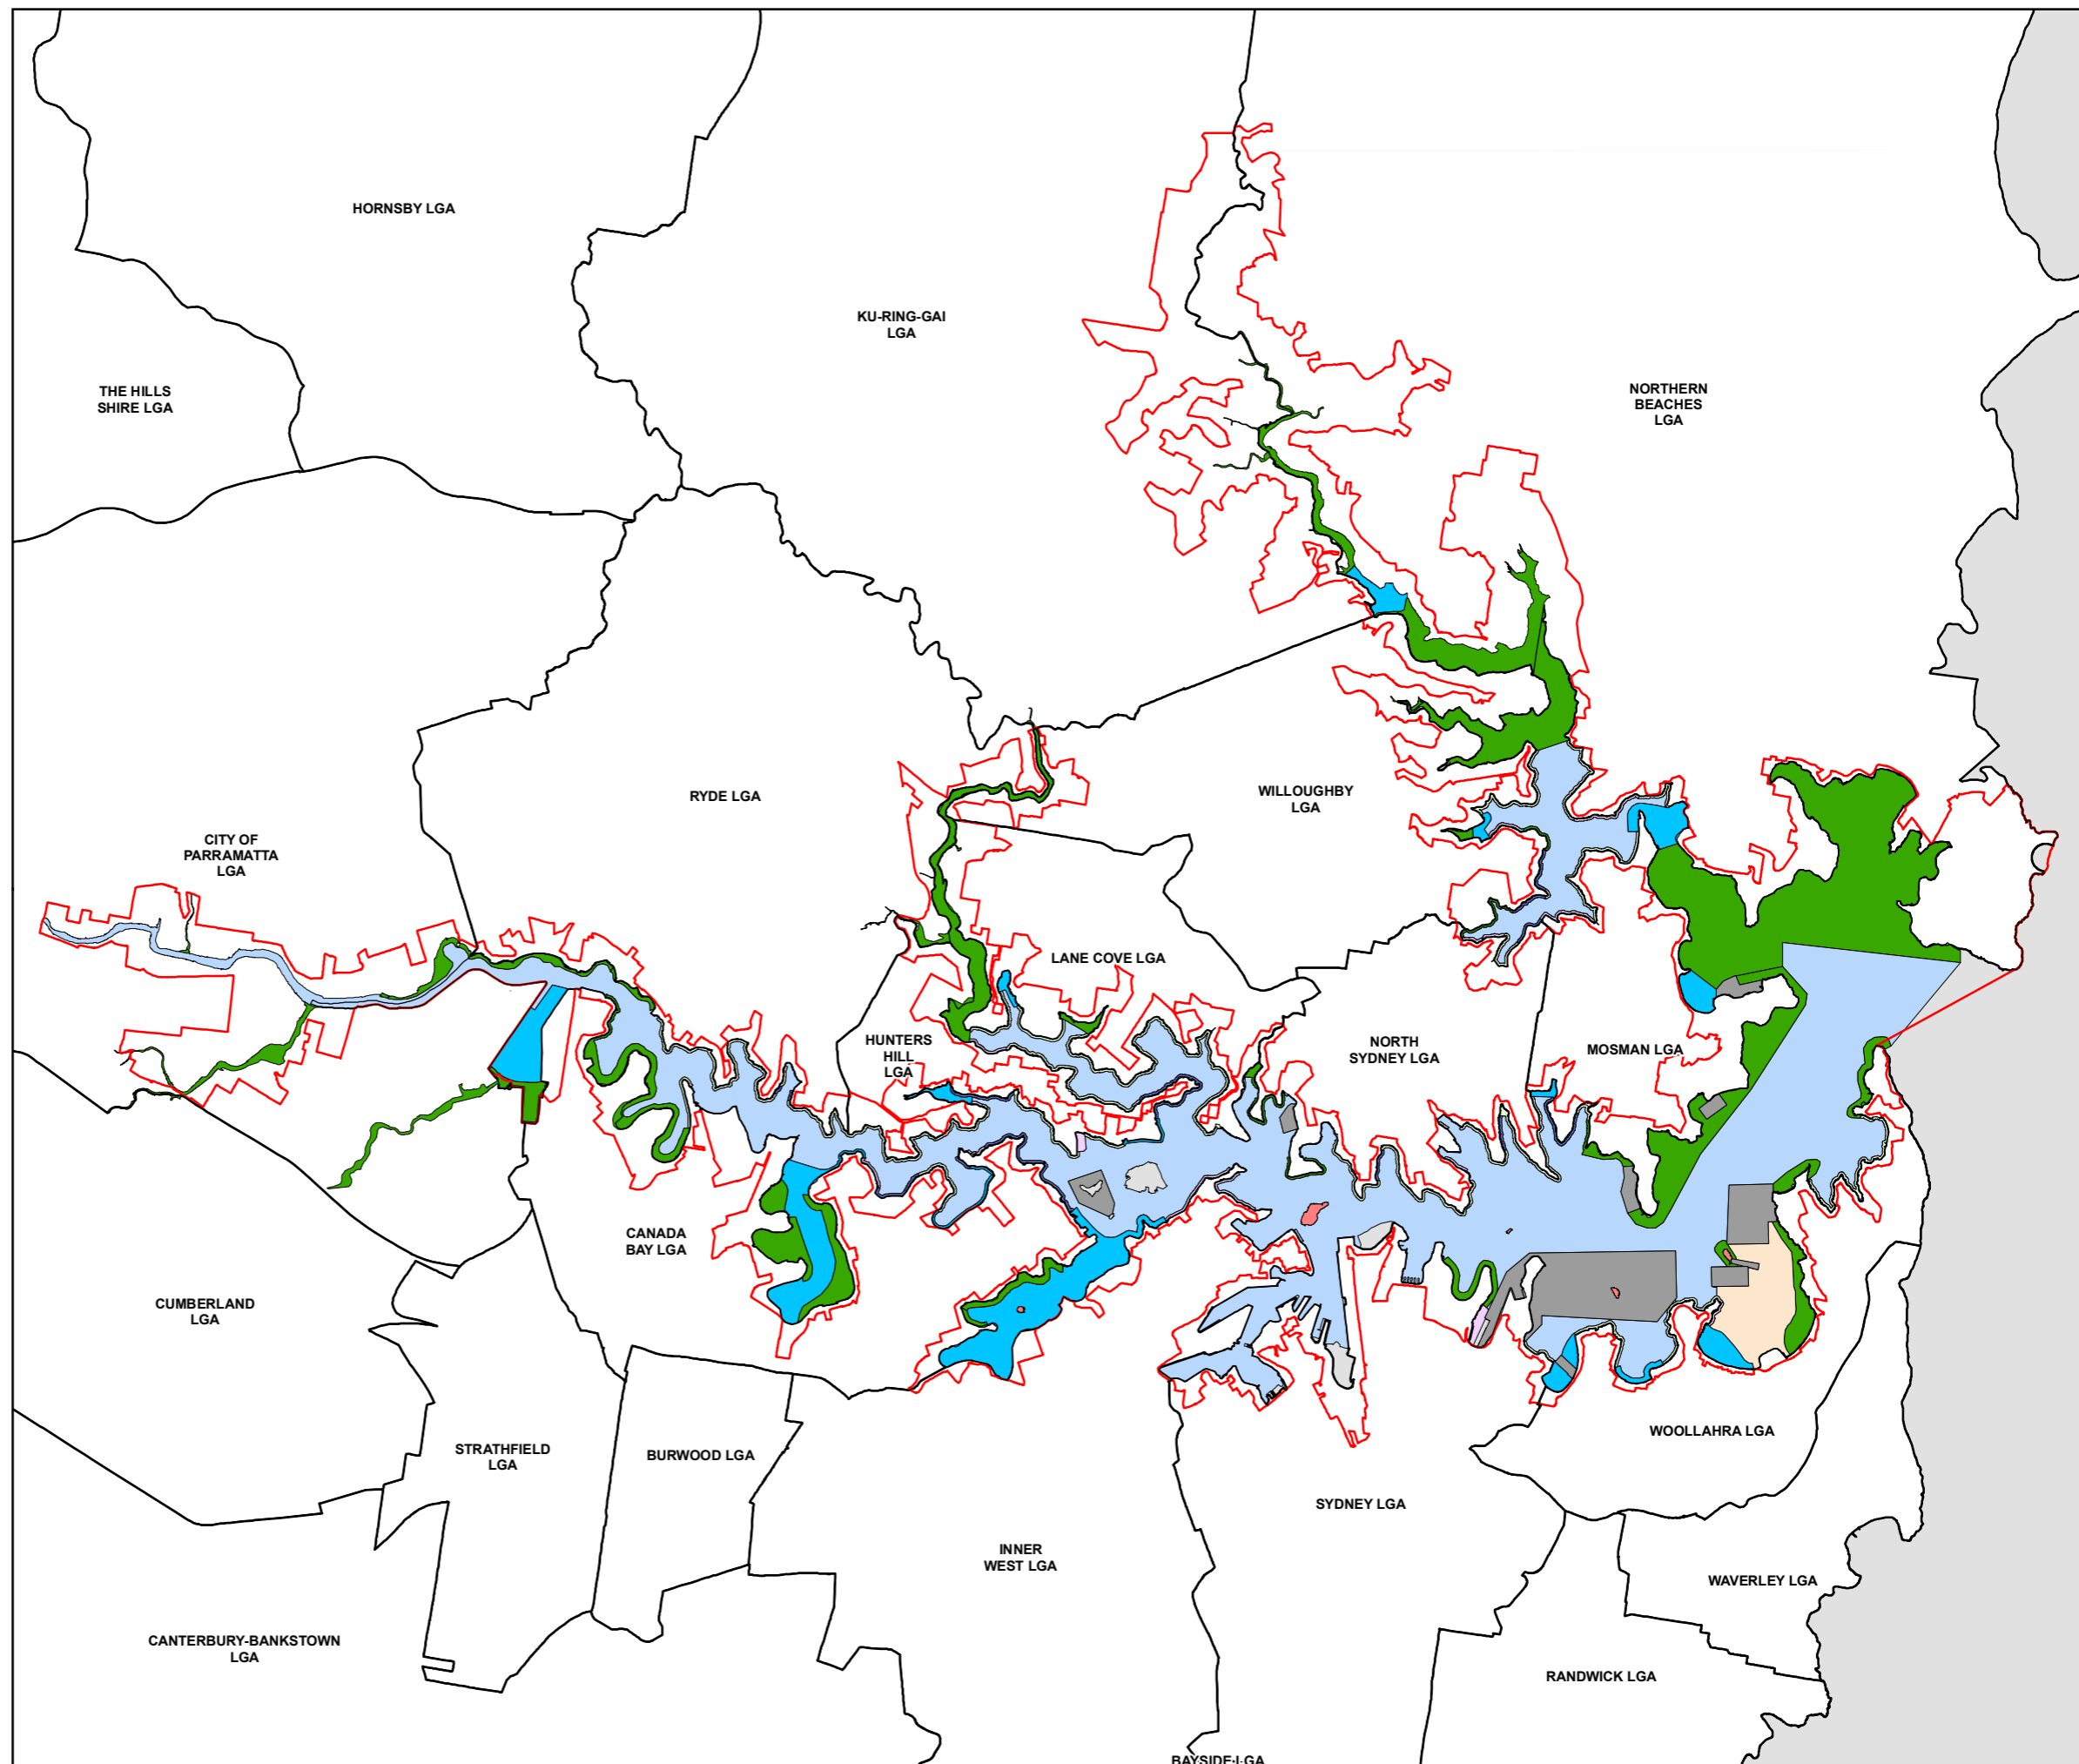 HORNSBY LGA
KU-RING-GAI
LGA
THE HILLS
SHIRE LGA
NORTHERN
BEACHES
LGA
RYDE LGA
WILLOUGHBY
LGA
CITY OF
PARRAMATTA
LGA
LANE COVE LGA
HUNTERS
HILL
LGA
NORTH
SYDNEY LGA
MOSMAN LGA
CANADA
BAY LGA
CUMBERLAND
LGA
WOOLLAHRA LGA
STRATHFIELD
LGA
BURWOOD LGA
SYDNEY LGA
INNER
WEST LGA
WAVERLEY LGA
CANTERBURY-BANKSTOWN
LGA
RANDWICK LGA
BAYSIDE LGA